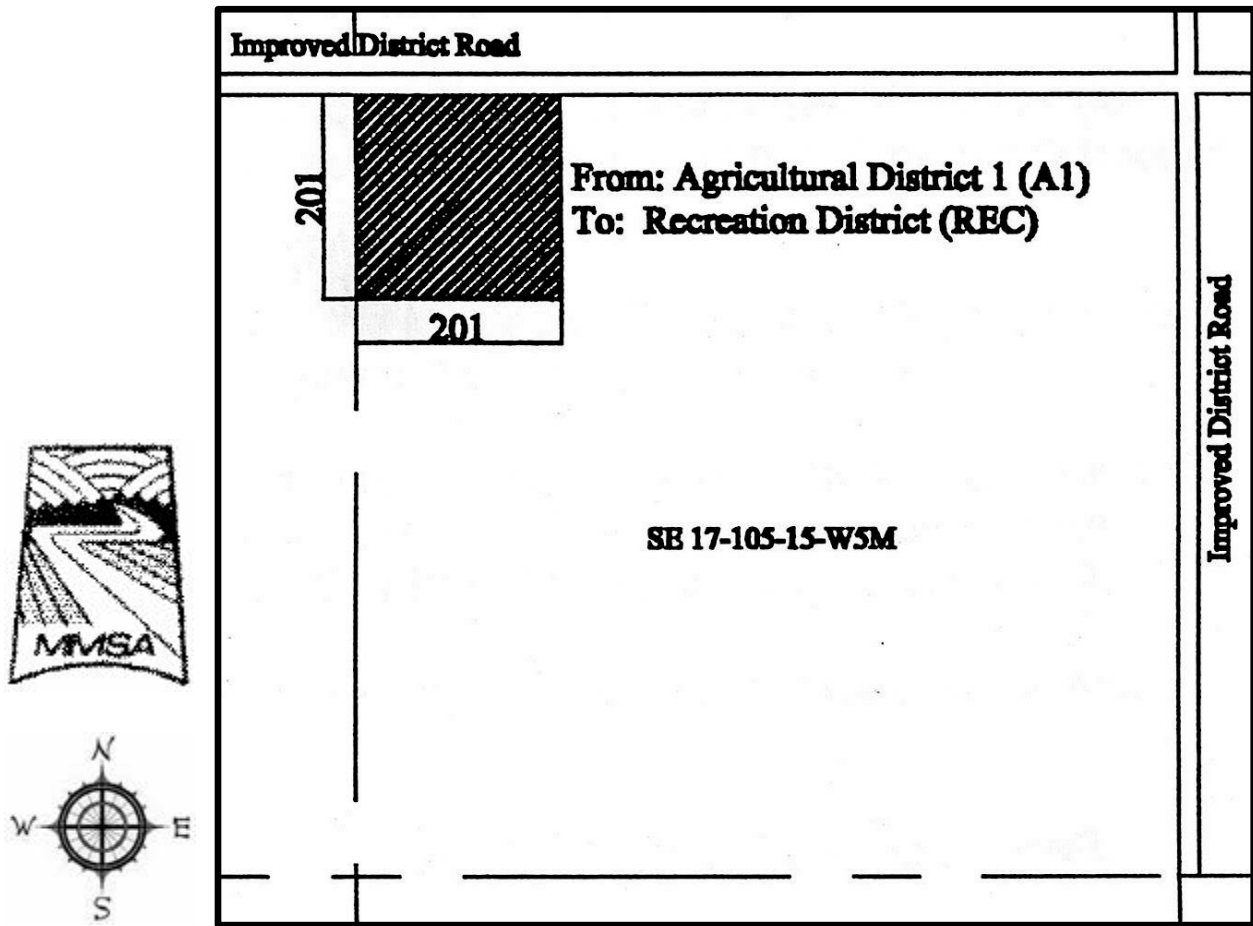 Improved District Road
201
From: Agricultural District 1 (A1)
To: Recreation District (REC)
201
Improved District Road
SE 17-105-15-W5M
MMSA
N
W
E
S